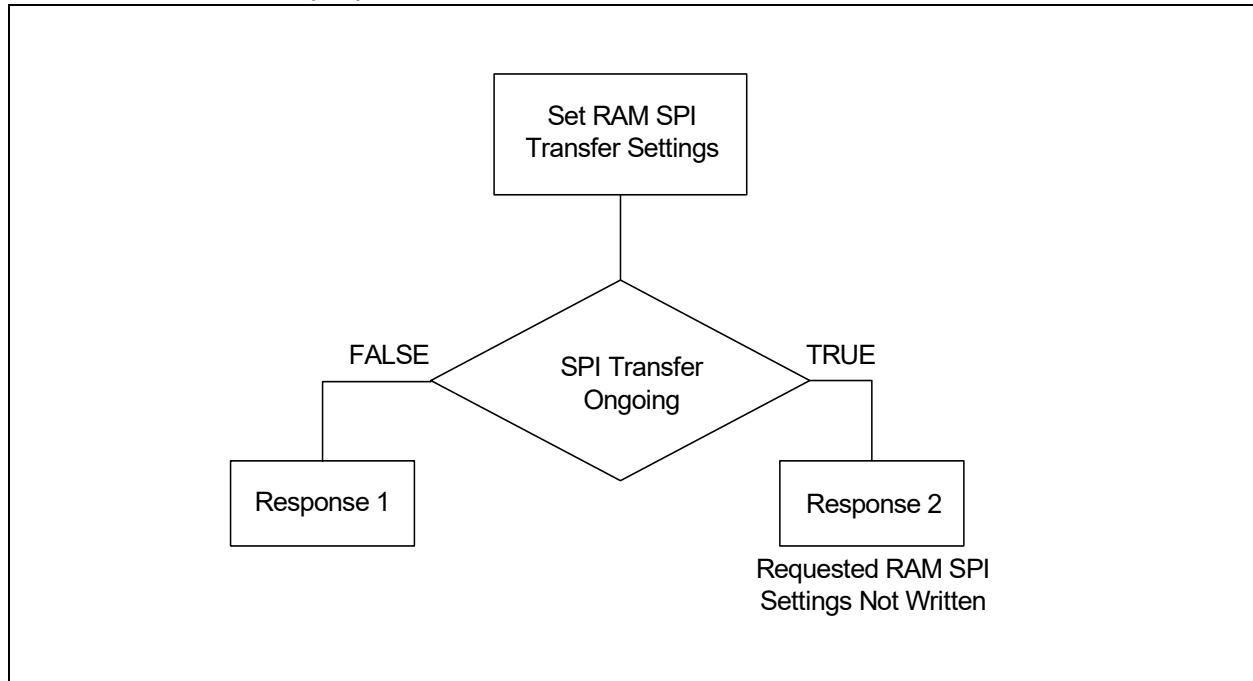 Set RAM SPI
Transfer Settings
FALSE
TRUE
SPI Transfer
Ongoing
Response 1
Response 2
Requested RAM SPI
Settings Not Written